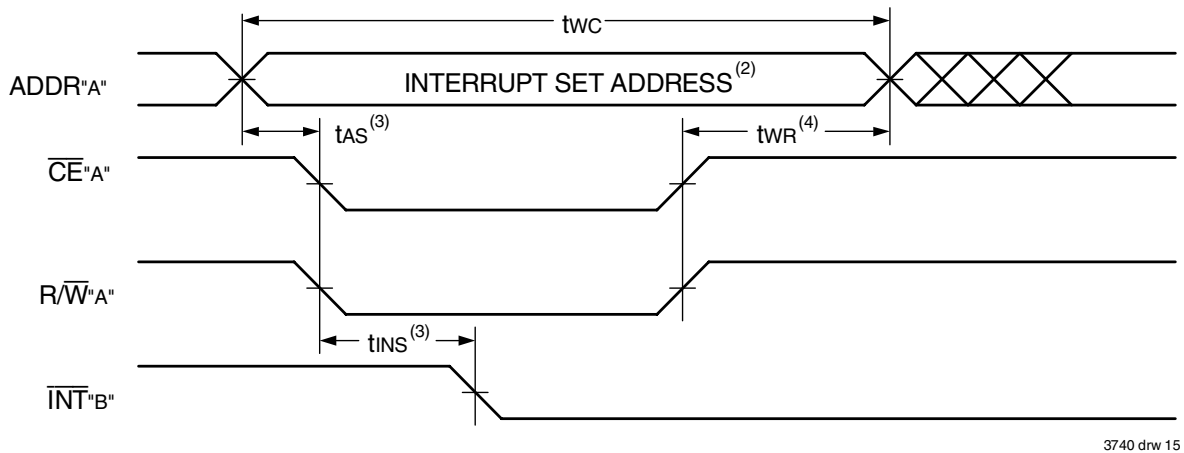 tWC
ADDR"A"
INTERRUPT SET ADDRESS(2)
tAS(3)
tWR(4)
CE"A"
R/W"A"
tINS(3)
INT"B"
3740 drw 15